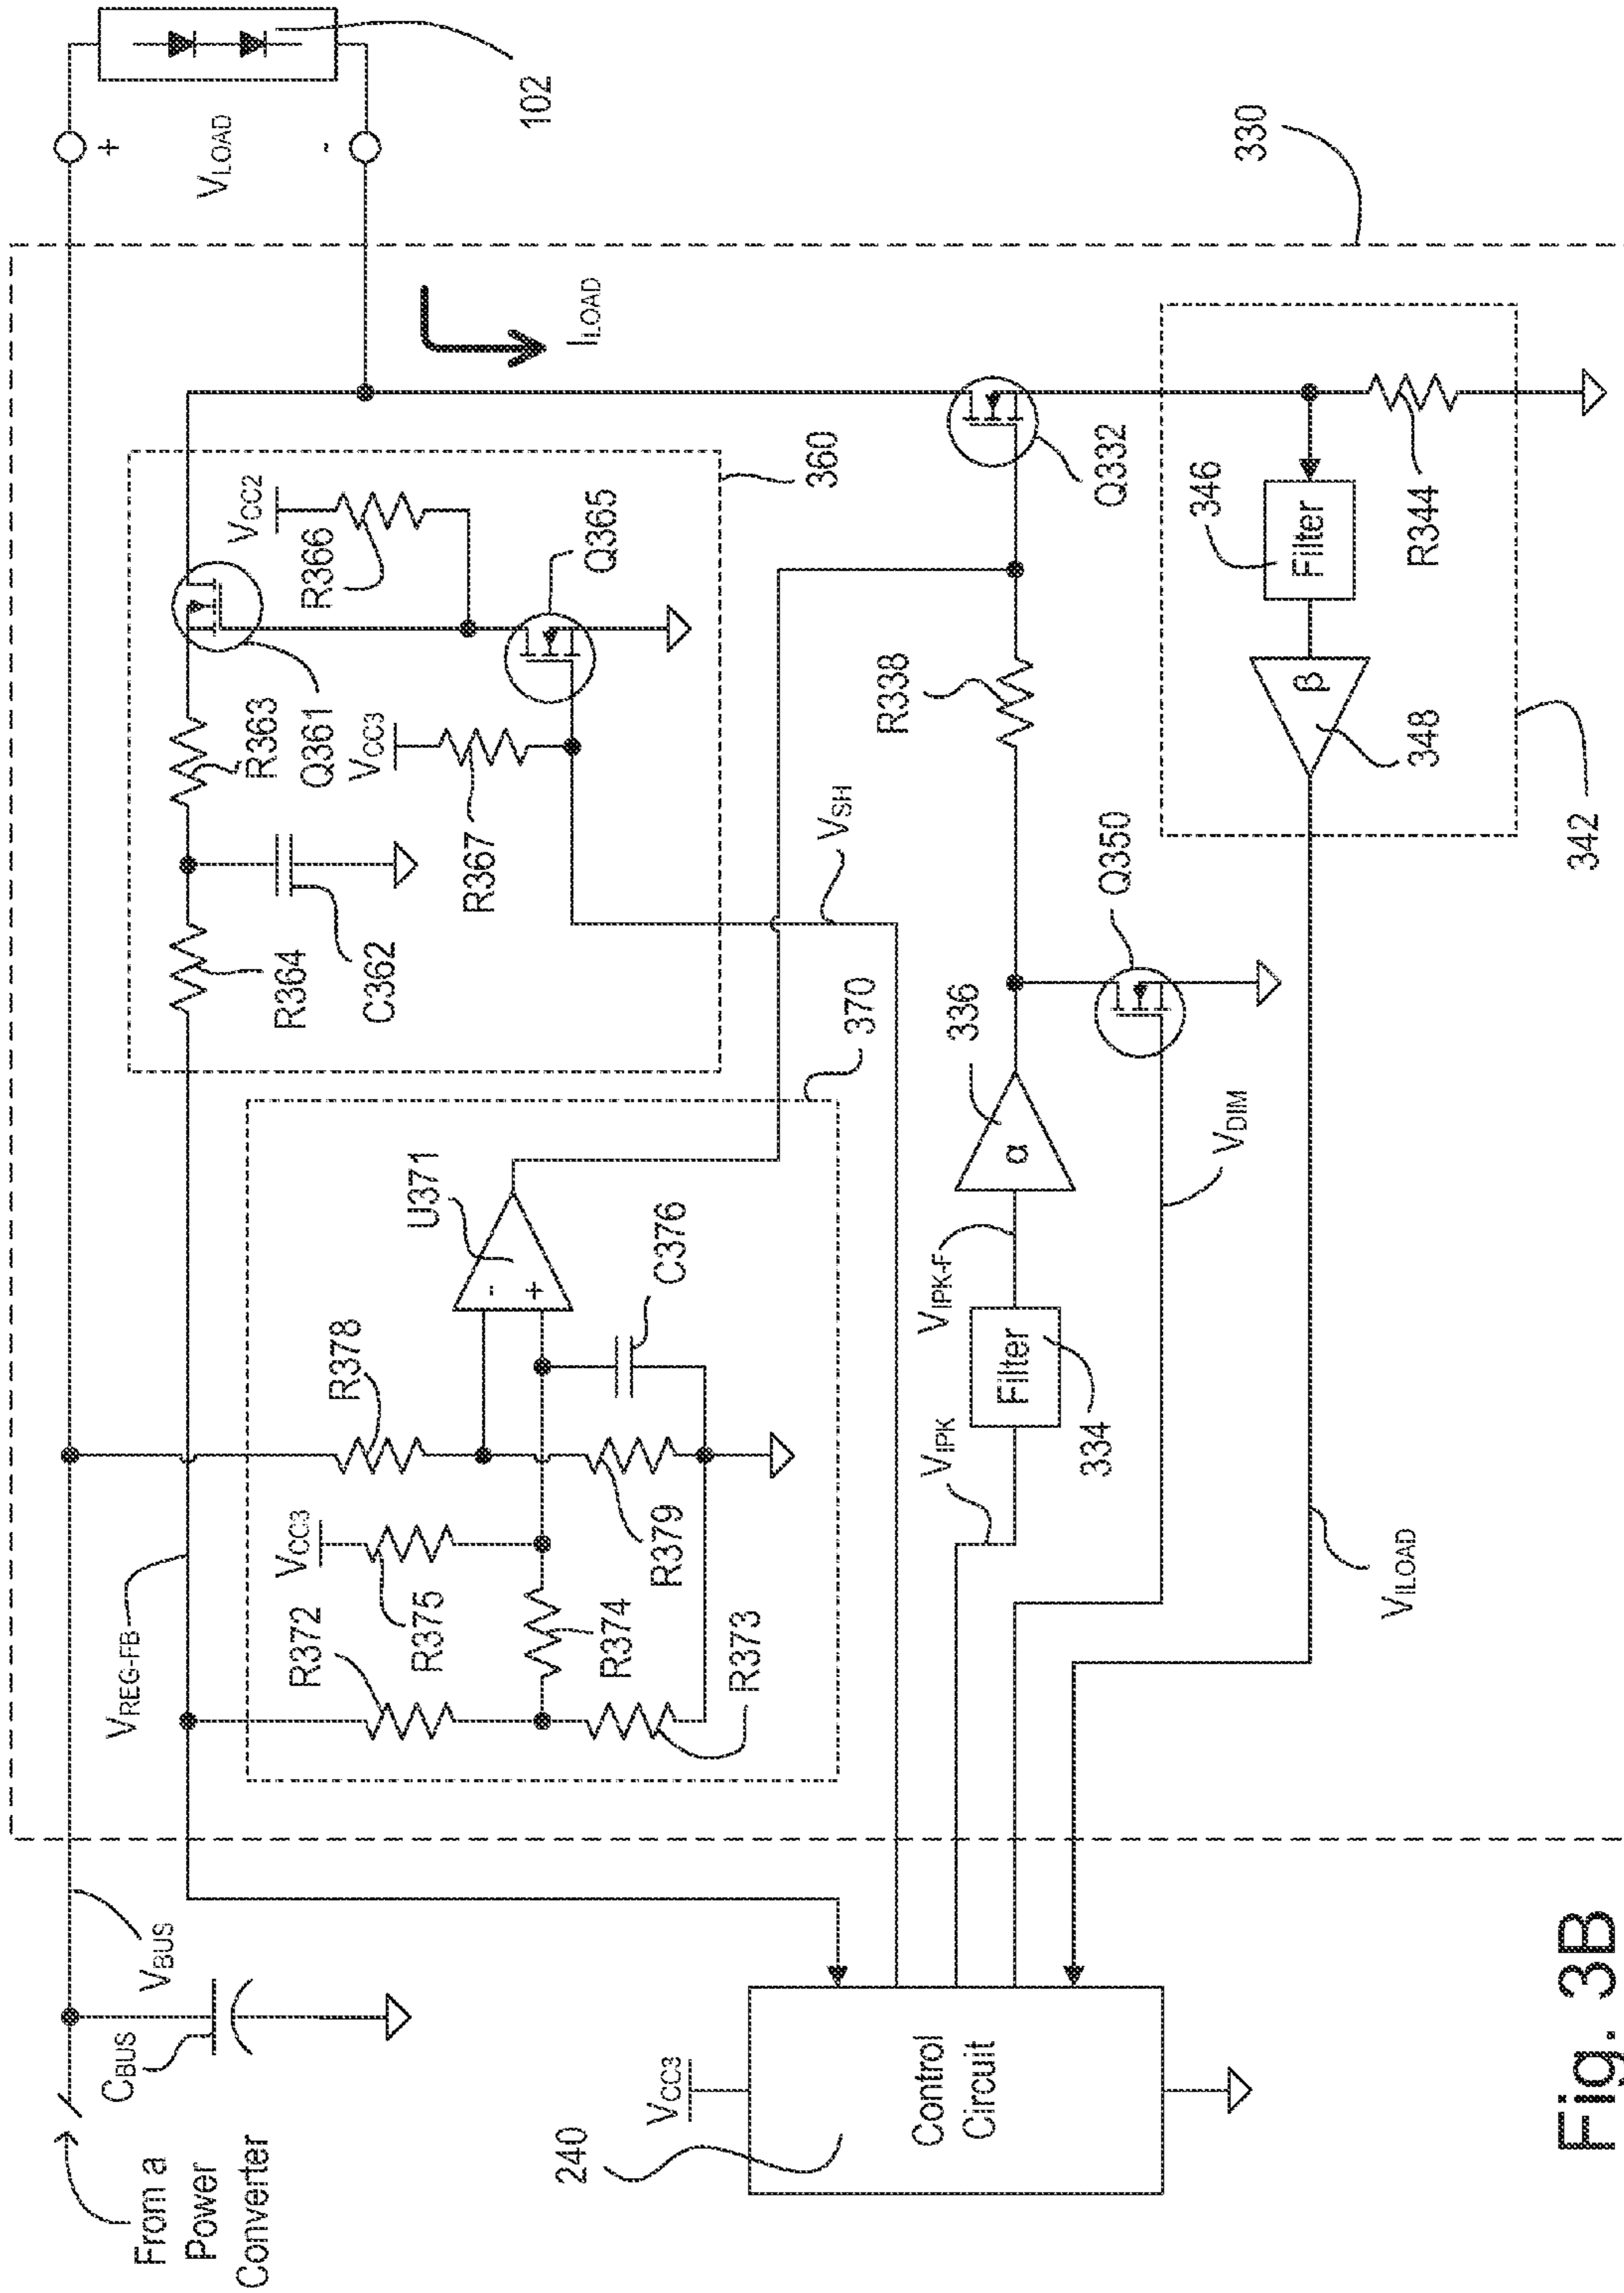 From a
Power
Converter
CBUS
VBUS
VREG-FB
+
VLOAD
-
102
330
ILOAD
R364
C362
R363
Q361
VCC2
R366
VCC3
R367
Q365
360
R372
VCC3
R375
R378
R374
R379
R373
U371
-
+
C376
370
VSH
240
VCC3
Control
Circuit
VIPK
Filter
334
VIPK-F
α
336
R338
Q332
Q350
VDIM
VILOAD
β
348
Filter
346
R344
342
Fig. 3B